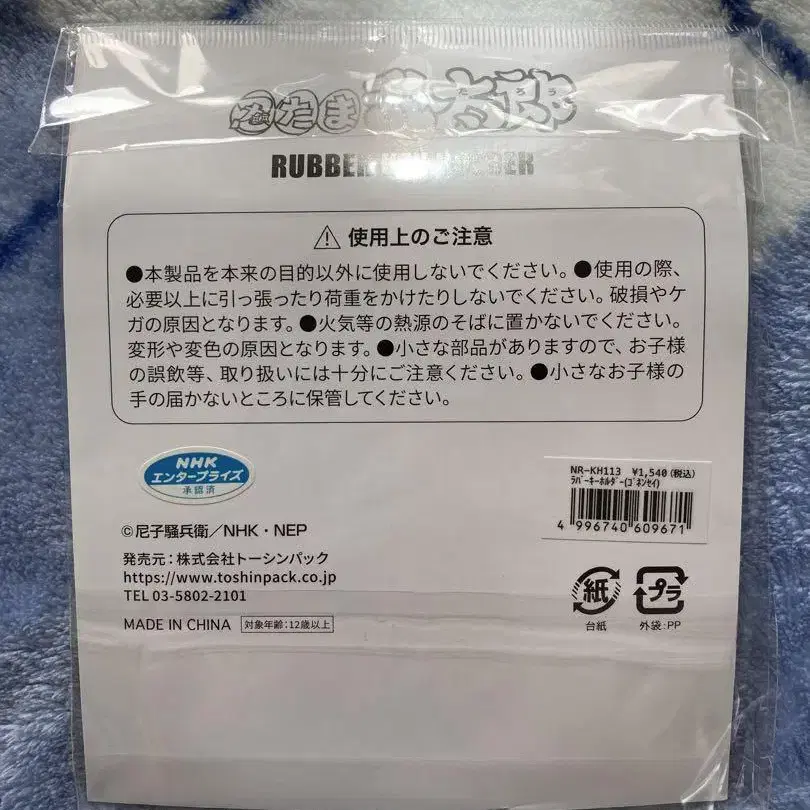 忍たま乱太郎
たろう
RUBBER KEY HOLDER
⚠ 使用上のご注意
●本製品を本来の目的以外に使用しないでください。●使用の際、
必要以上に引っ張ったり荷重をかけたりしないでください。破損やケ
ガの原因となります。●火気等の熱源のそばに置かないでください。
変形や変色の原因となります。●小さな部品がありますので、お子様
の誤飲等、取り扱いには十分にご注意ください。●小さなお子様の
手の届かないところに保管してください。
NHK
エンタープライズ
承認済
NR-KH113 ¥1,540(税込)
ラバーキーホルダー(ゴネンセイ)
4 996740 609671
©尼子騒兵衛/NHK・NEP
発売元:株式会社トーシンパック
https://www.toshinpack.co.jp
TEL 03-5802-2101
MADE IN CHINA 対象年齢:12歳以上
紙
台紙
プラ
外袋:PP